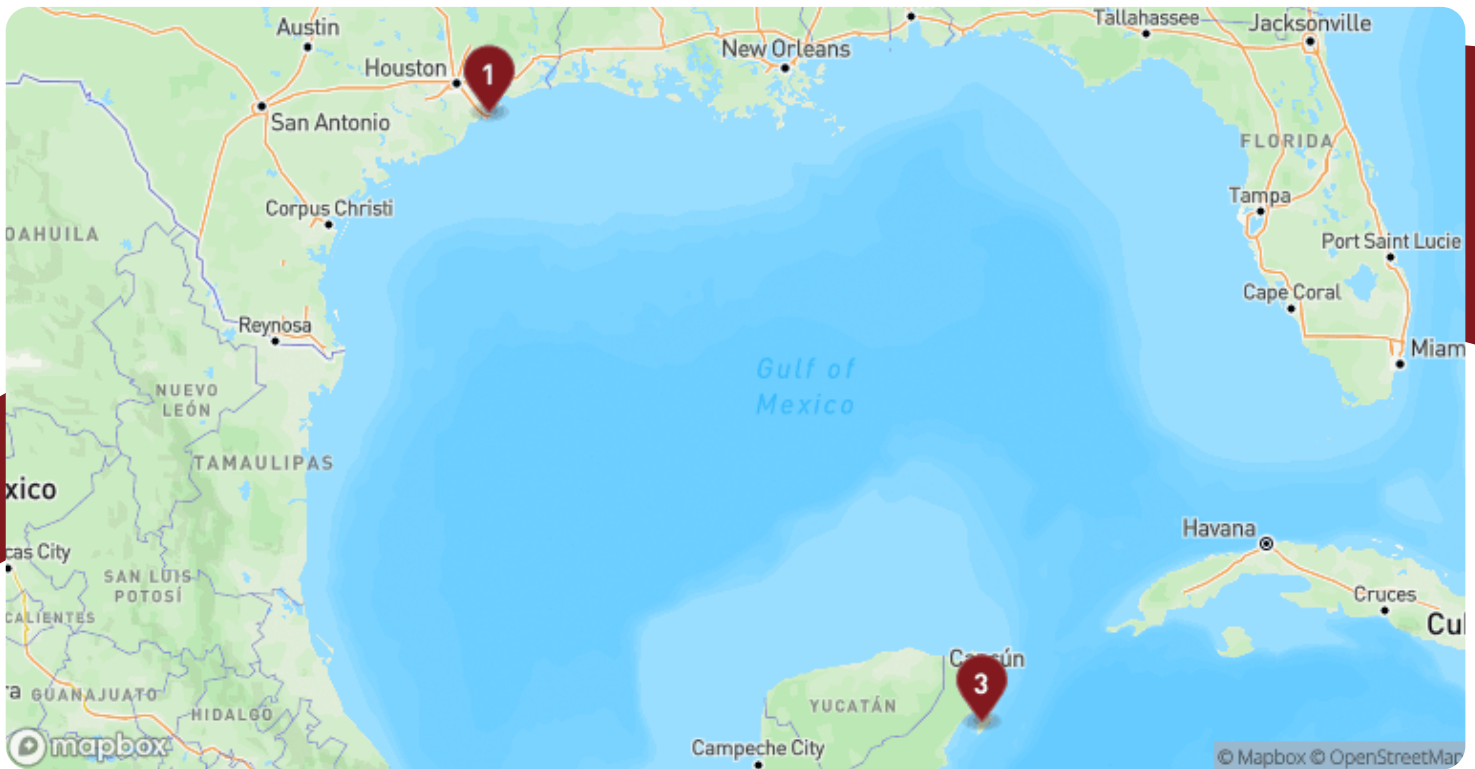 Tallahassee
Jacksonville
Austin
New Orleans
Houston
1
San Antonio
FLORIDA
Tampa
Corpus Christi
OAHUILA
Port Saint Lucie
Cape Coral
Reynosa
Miam
Gulf of
Mexico
NUEVO
LEÓN
TAMAULIPAS
xico
Havana
cas City
SAN LUIS
POTOSÍ
Cruces
CALIENTES
Cul
Cancún
3
ra
GUANAJUATO
YUCATÁN
HIDALGO
mapbox
Campeche City
© Mapbox © OpenStreetMap